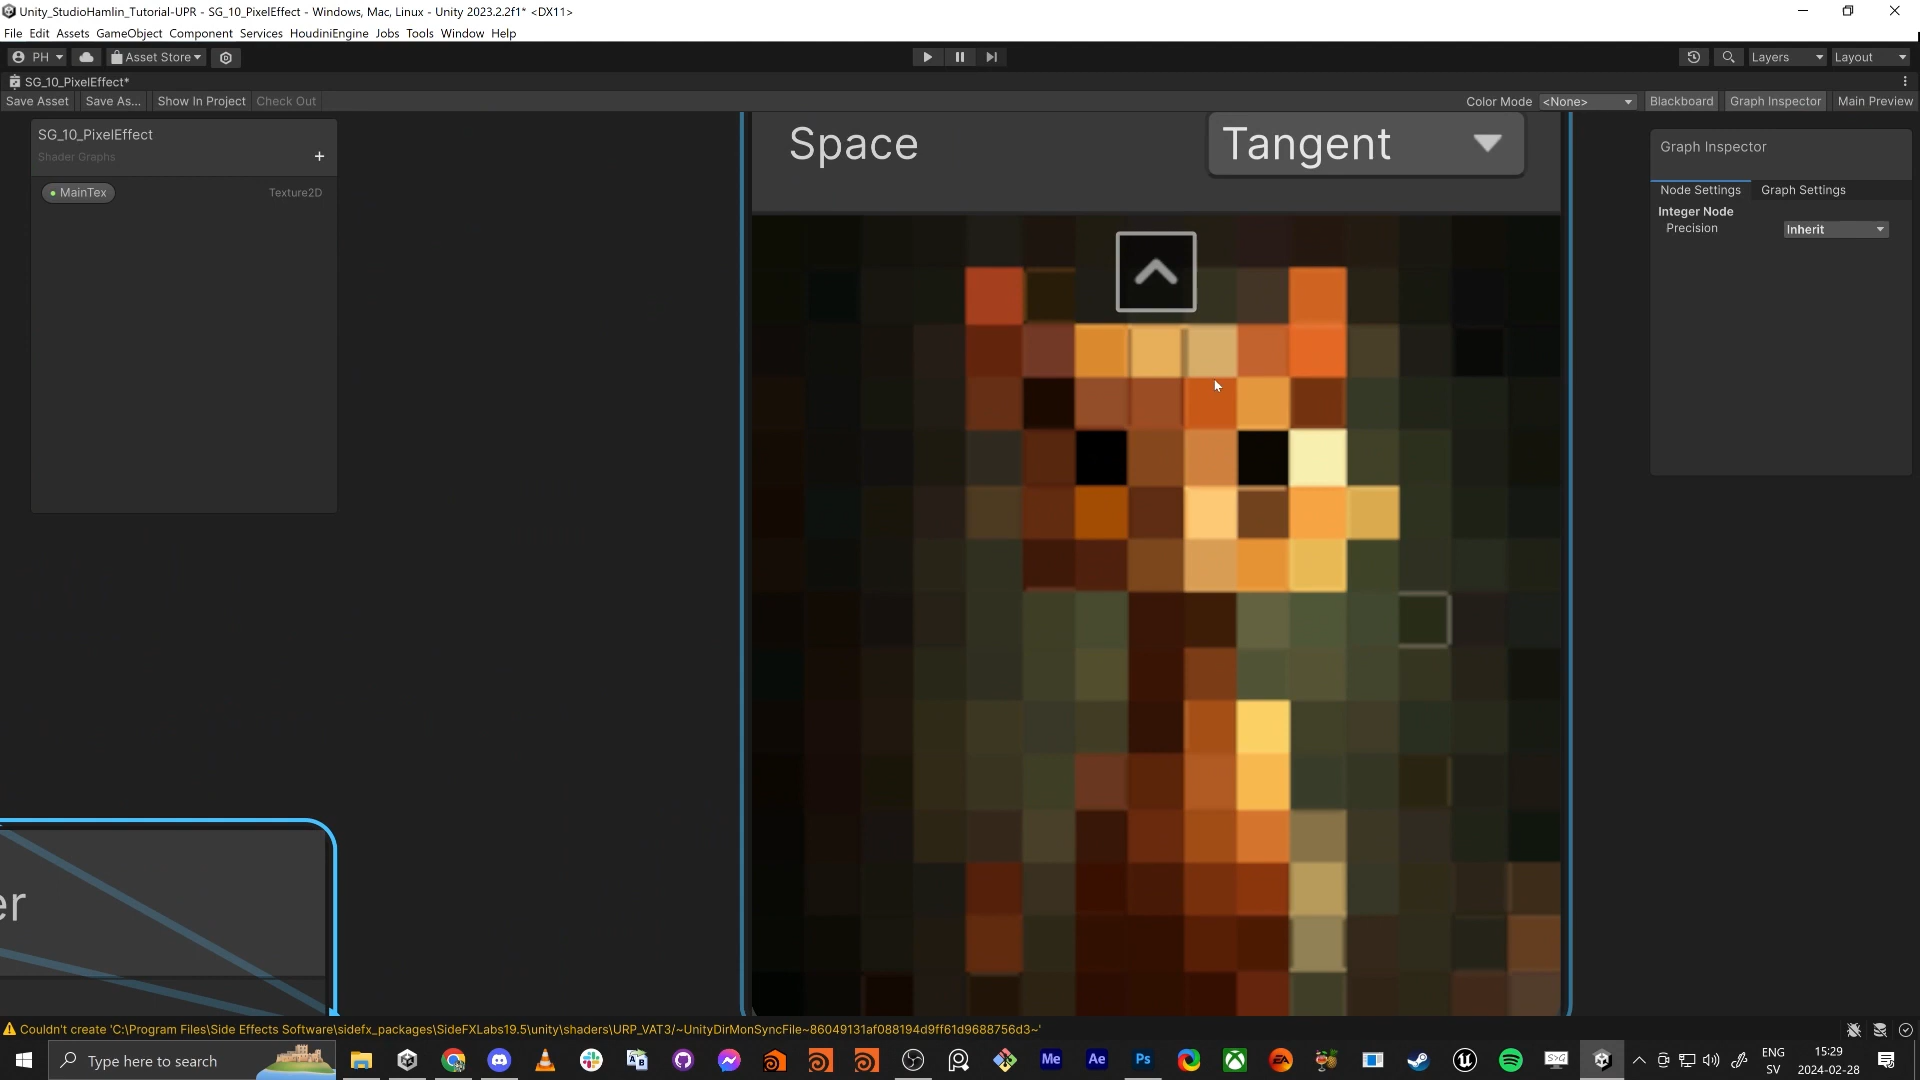 Unity_StudioHamlin_Tutorial-UPR - SG_10_PixelEffect - Windows, Mac, Linux - Unity 2023.2.2f1* <DX11>
File Edit Assets GameObject Component Services HoudiniEngine Jobs Tools Window Help
PH Asset Store Layers Layout
SG_10_PixelEffect*
Save Asset Save As... Show In Project Check Out Color Mode <None> Blackboard Graph Inspector Main Preview
SG_10_PixelEffect
Shader Graphs +
MainTex Texture2D
Space Tangent
Graph Inspector
Node Settings Graph Settings
Integer Node
Precision Inherit
er
Couldn't create 'C:\Program Files\Side Effects Software\sidefx_packages\SideFXLabs19.5\unity\shaders\URP_VAT3/~UnityDirMonSyncFile~86049131af088194d9ff61d9688756d3~'
Type here to search
Me Ae Ps EA SVG
ENG
SV
15:29
2024-02-28